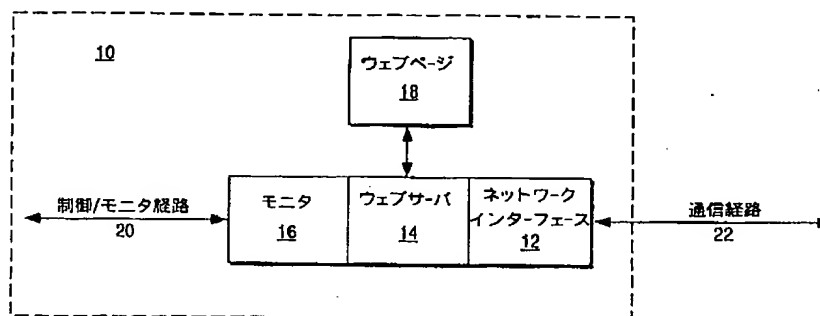 10
ウェブページ
18
制御/モニタ経路
20
モニタ
16
ウェブサーバ
14
ネットワーク
インターフェース
12
通信経路
22